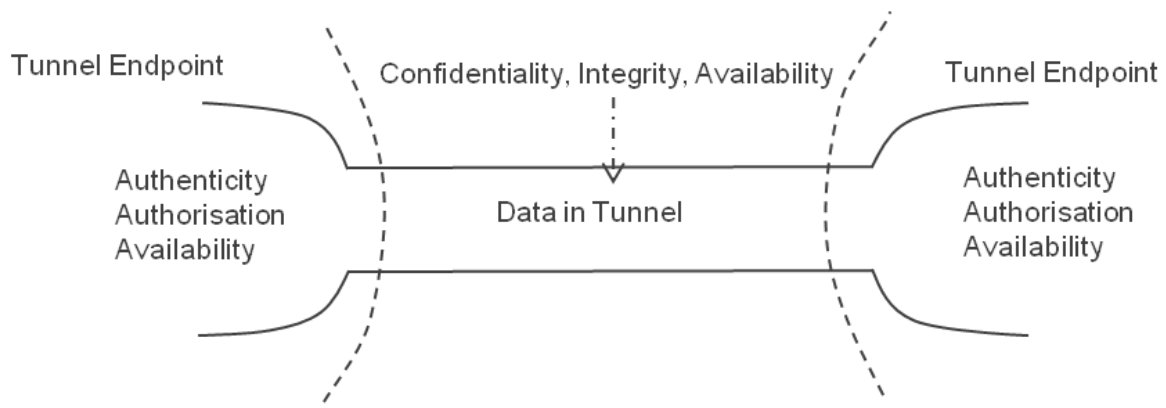 Tunnel Endpoint
Confidentiality, Integrity, Availability
Tunnel Endpoint
Authenticity
Authorisation
Availability
Data in Tunnel
Authenticity
Authorisation
Availability